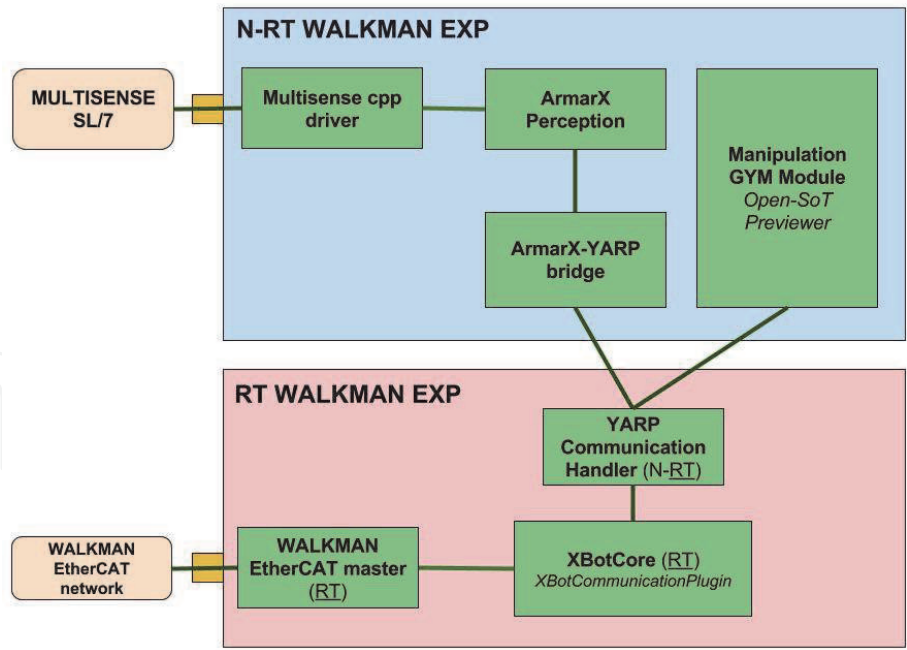 N-RT WALKMAN EXP
MULTISENSE
SL/7
Multisense cpp
driver
ArmarX
Perception
Manipulation
GYM Module
Open-SoT
Previewer
ArmarX-YARP
bridge
RT WALKMAN EXP
YARP
Communication
Handler (N-RT)
WALKMAN
EtherCAT
network
WALKMAN
EtherCAT master
(RT)
XBotCore (RT)
XBotCommunicationPlugin